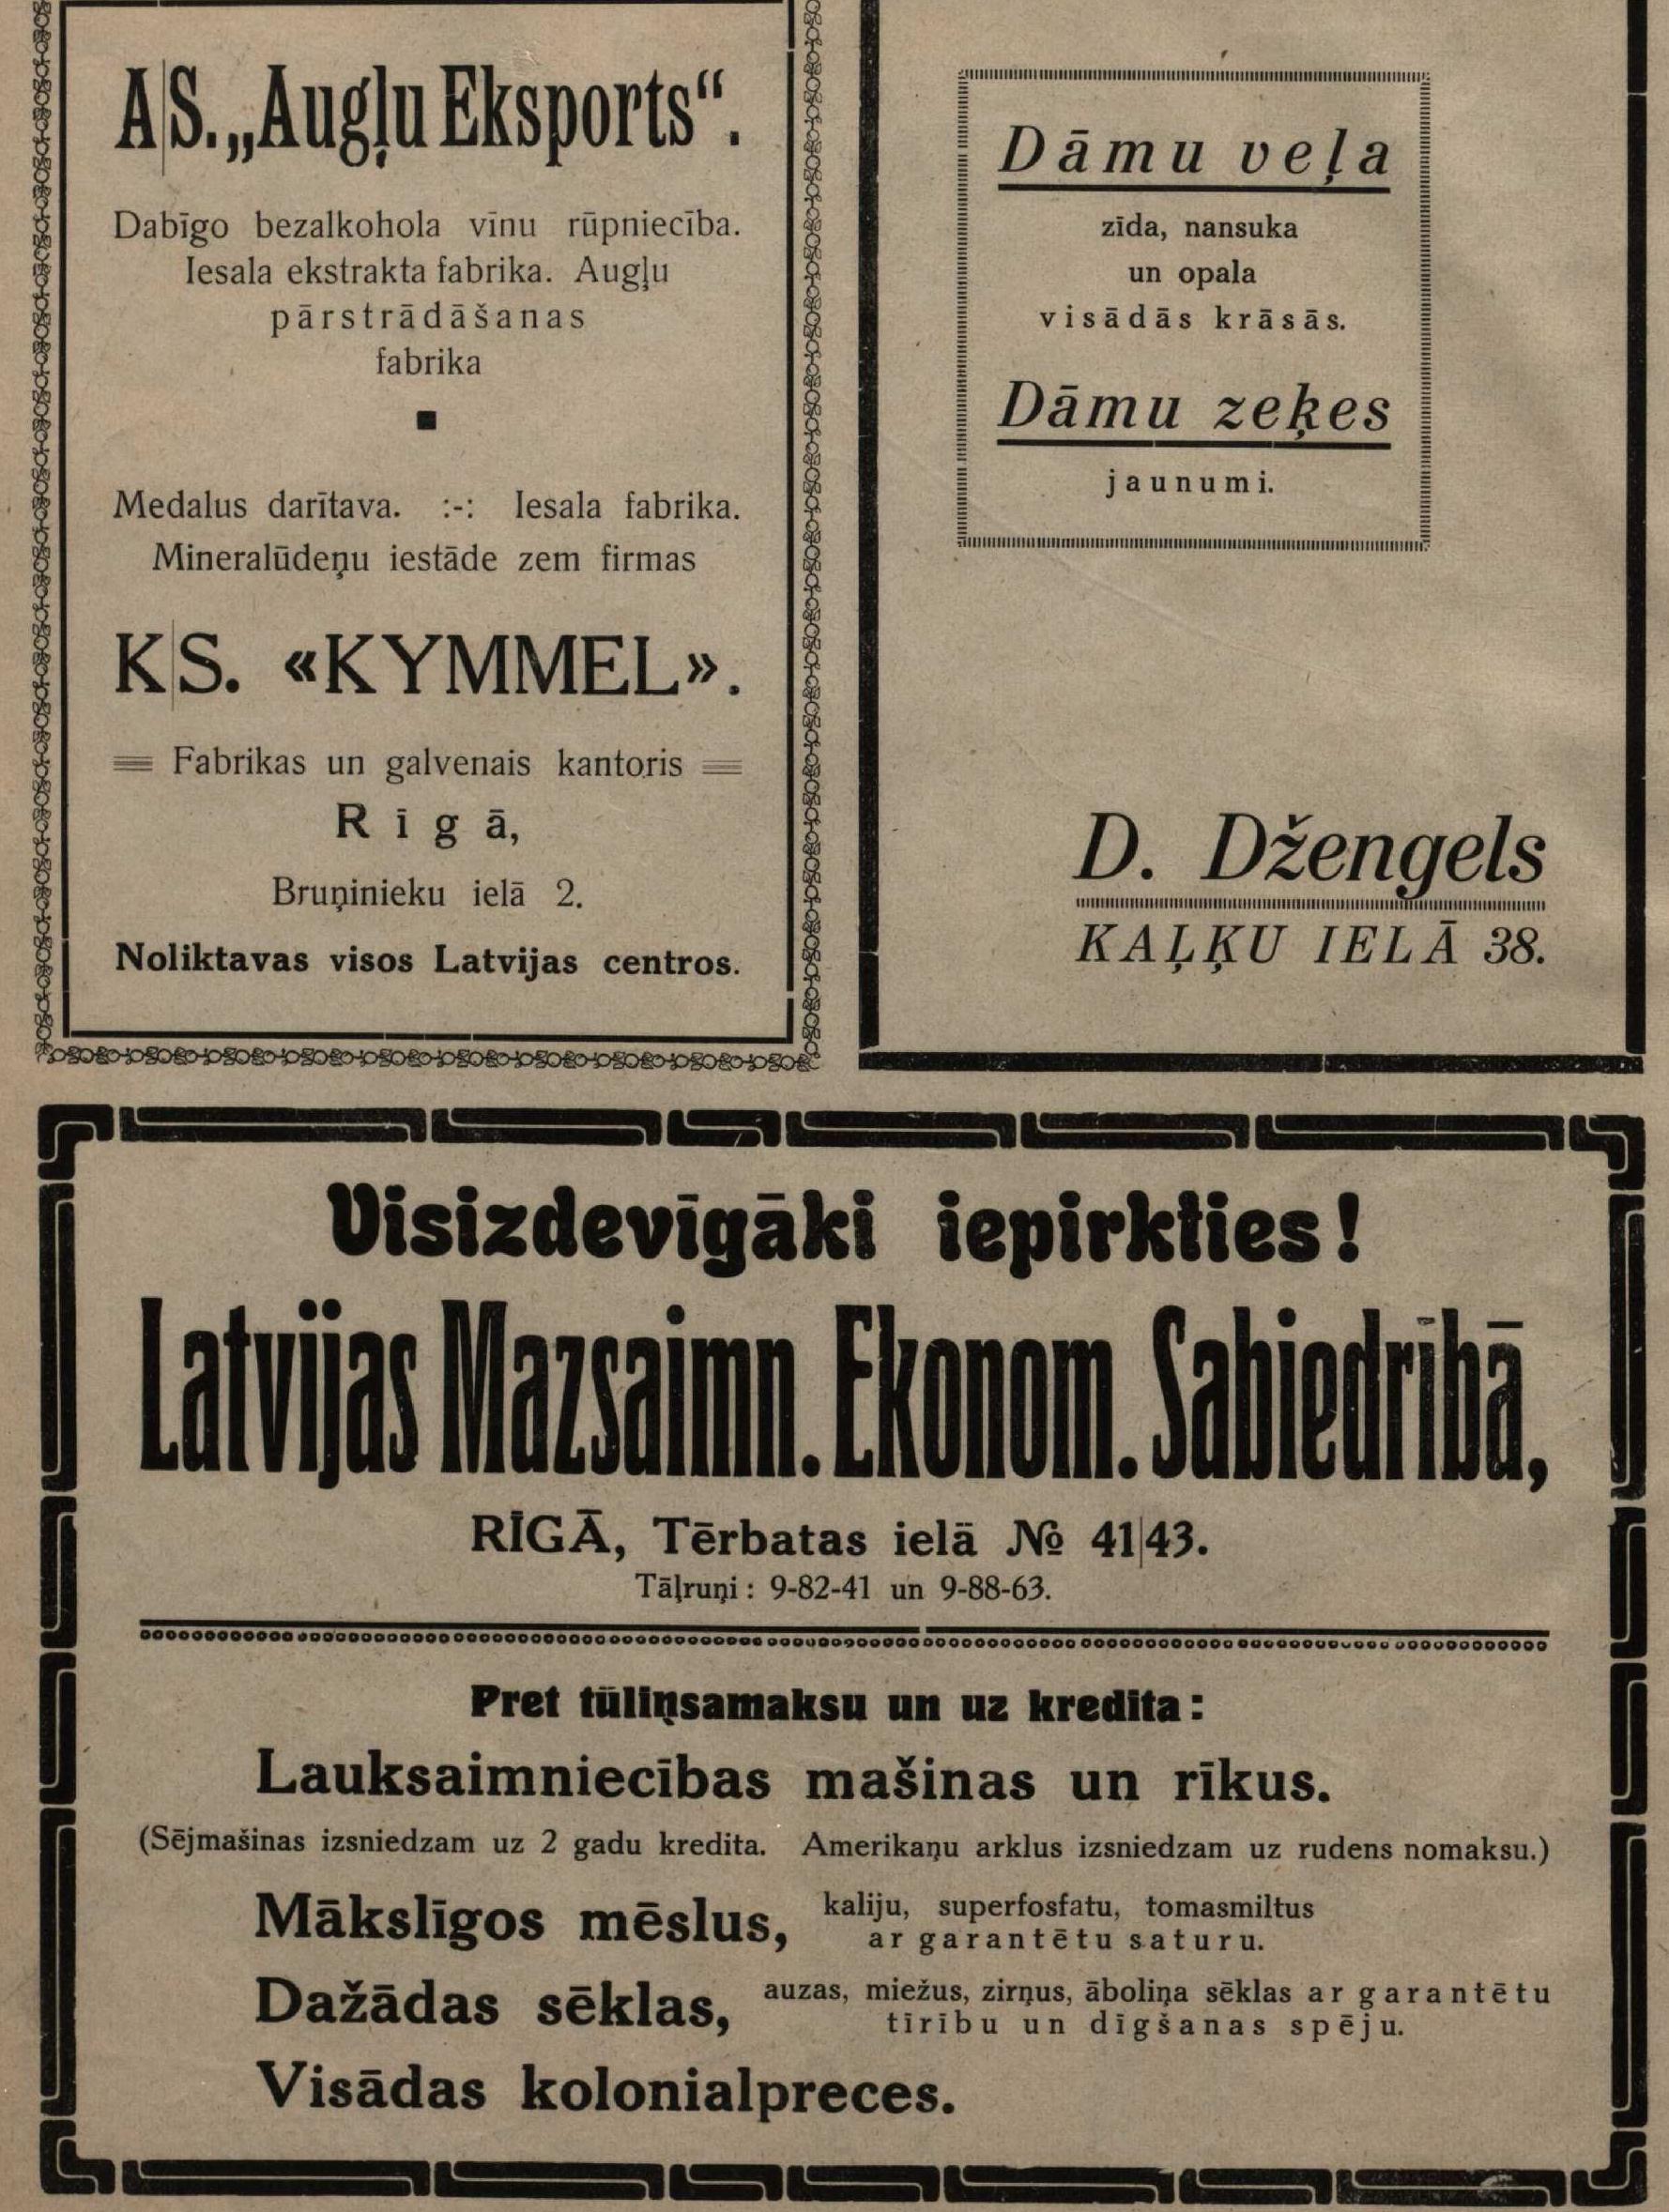 A|S. „Augļu Eksports“.
Dabīgo bezalkohola vīnu rūpniecība.
Iesala ekstrakta fabrika. Augļu
pārstrādāšanas
fabrika
Medalus darītava. :-: Iesala fabrika.
Mineralūdeņu iestāde zem firmas
K|S. «KYMMEL».
Fabrikas un galvenais kantoris
Rīgā,
Bruņinieku ielā 2.
Noliktavas visos Latvijas centros.
Dāmu veļa
zīda, nansuka
un opala
visādās krāsās.
Dāmu zeķes
jaunumi.
D. Džengels
KAĻĶU IELĀ 38.
Visizdevīgāki iepirkties!
Latvijas Mazsaimn. Ekonom. Sabiedrībā,
RĪGĀ, Tērbatas ielā № 41|43.
Tāļruņi: 9-82-41 un 9-88-63.
Pret tūliņsamaksu un uz kredita:
Lauksaimniecības mašinas un rīkus.
(Sējmašinas izsniedzam uz 2 gadu kredita. Amerikaņu arklus izsniedzam uz rudens nomaksu.)
Mākslīgos mēslus, kaliju, superfosfatu, tomasmiltus
ar garantētu saturu.
Dažādas sēklas, auzas, miežus, zirņus, āboliņa sēklas ar garantētu
tīrību un dīgšanas spēju.
Visādas kolonialpreces.